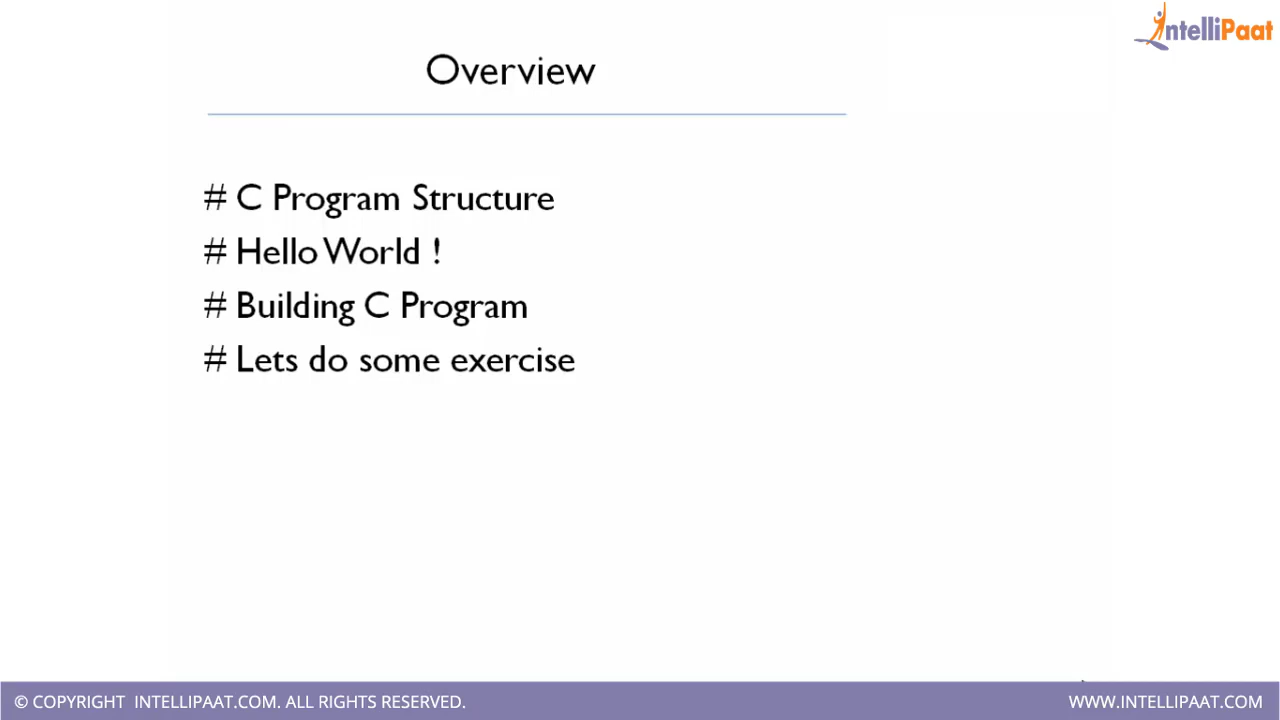 IntelliPaat
Overview
# C Program Structure
# Hello World !
# Building C Program
# Lets do some exercise
© COPYRIGHT INTELLIPAAT.COM. ALL RIGHTS RESERVED.
WWW.INTELLIPAAT.COM